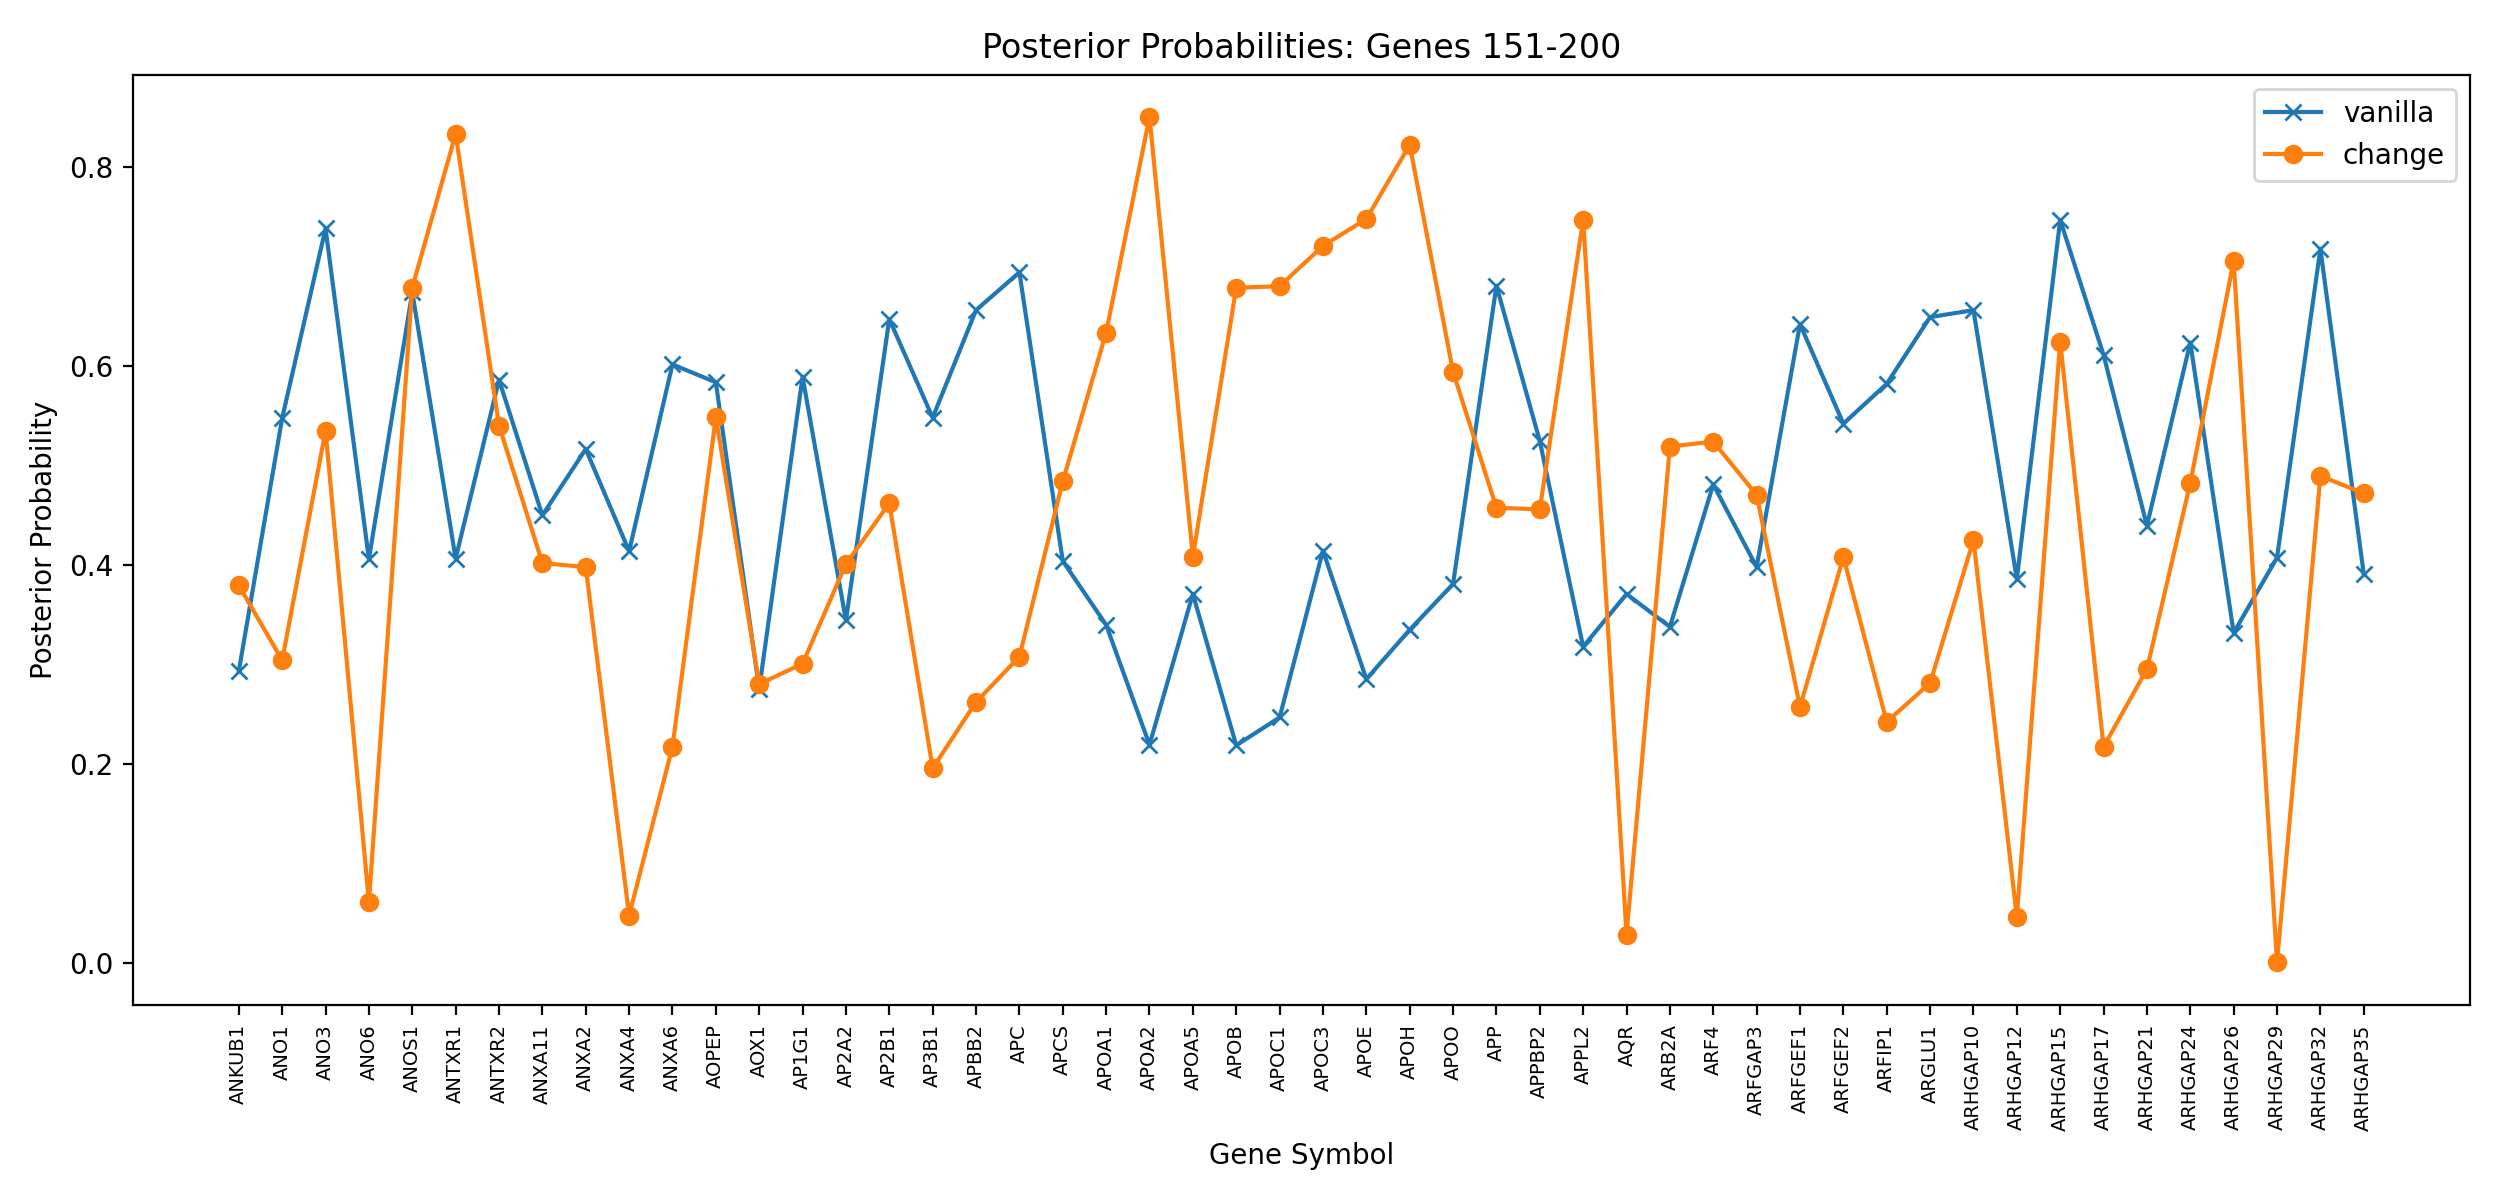 Posterior Probabilities: Genes 151-200
vanilla
change
Posterior Probability
0.8
0.6
0.4
0.2
0.0
ANKUB1
ANO1
ANO3
ANO6
ANOS1
ANTXR1
ANTXR2
ANXA11
ANXA2
ANXA4
ANXA6
AOPEP
AOX1
AP1G1
AP2A2
AP2B1
AP3B1
APBB2
APC
APCS
APOA1
APOA2
APOA5
APOB
APOC1
APOC3
APOE
APOH
APOO
APP
APPBP2
APPL2
AQR
ARB2A
ARF4
ARFGAP3
ARFGEF1
ARFGEF2
ARFIP1
ARGLU1
ARHGAP10
ARHGAP12
ARHGAP15
ARHGAP17
ARHGAP21
ARHGAP24
ARHGAP26
ARHGAP29
ARHGAP32
ARHGAP35
Gene Symbol